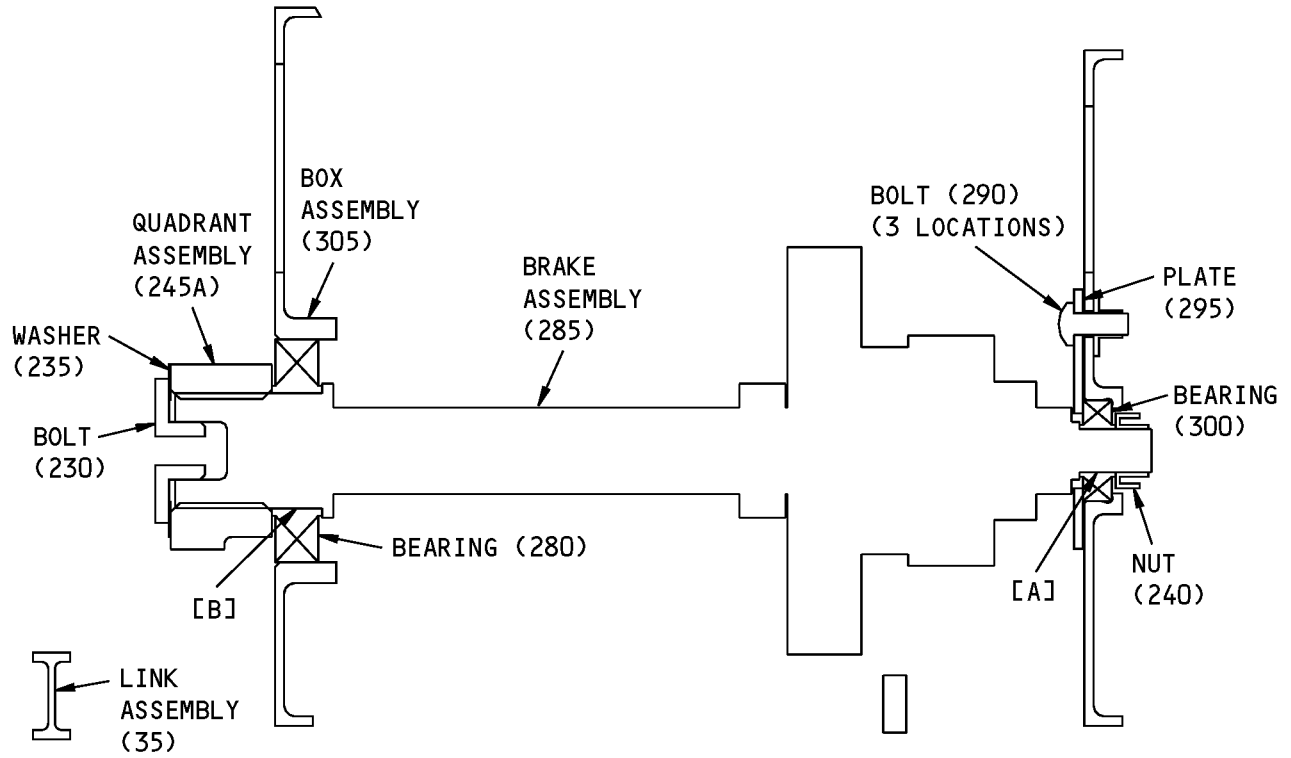 BOX
ASSEMBLY
(305)
QUADRANT
ASSEMBLY
(245A)
BOLT (290)
(3 LOCATIONS)
BRAKE
ASSEMBLY
(285)
PLATE
(295)
WASHER
(235)
BEARING
(300)
BOLT
(230)
BEARING (280)
NUT
(240)
[A]
[B]
LINK
ASSEMBLY
(35)